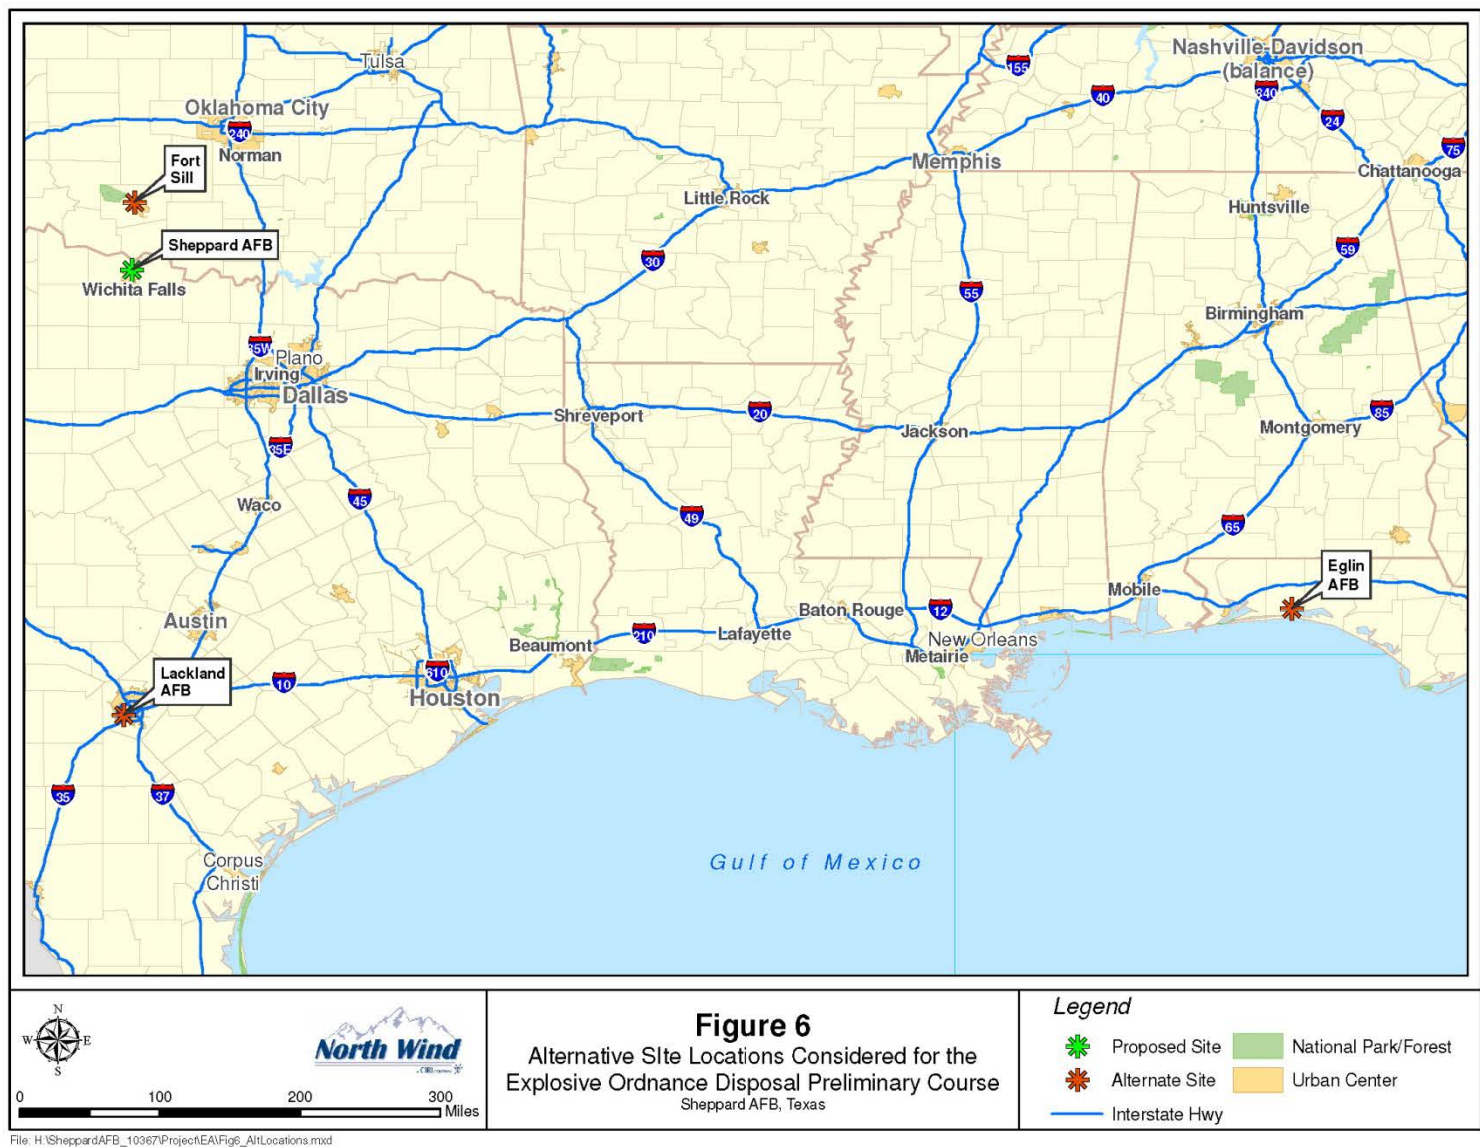 Nashville-Davidson
(balance)
Tulsa
155
40
840
Oklahoma City
240
Norman
24
75
Memphis
Chattanooga
Fort
Sill
Little Rock
Huntsville
Sheppard AFB
59
30
Wichita Falls
55
Birmingham
35W
Plano
Irving
Dallas
Shreveport
20
Jackson
85
Montgomery
35E
Waco
45
49
65
Eglin
AFB
Mobile
Austin
Baton Rouge
12
210
Lafayette
Beaumont
New Orleans
Metairie
Lackland
AFB
10
610
Houston
35
37
Corpus
Christi
Gulf of Mexico
N
W
E
S
North Wind
0
100
200
300
Miles
Figure 6
Alternative SIte Locations Considered for the
Explosive Ordnance Disposal Preliminary Course
Sheppard AFB, Texas
Legend
Proposed Site
National Park/Forest
Alternate Site
Urban Center
Interstate Hwy
File: H:\SheppardAFB_10367\Project\EA\Fig6_AltLocations.mxd